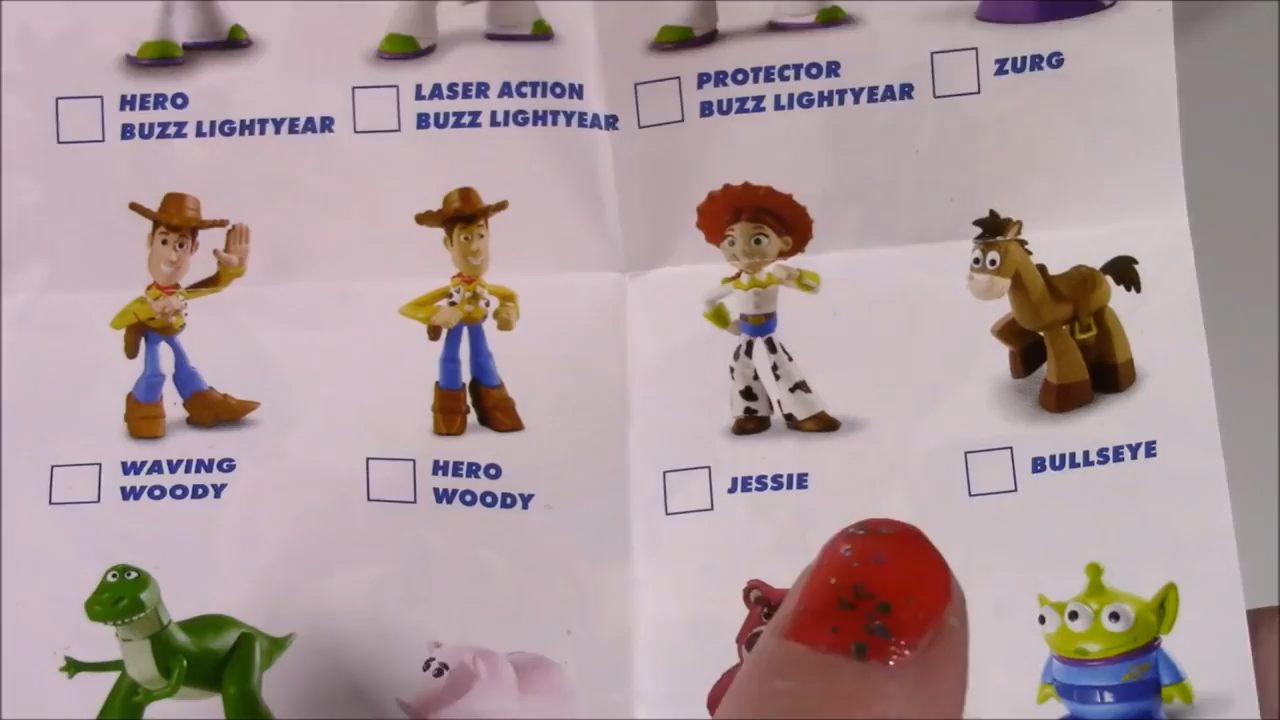 HERO
BUZZ LIGHTYEAR
LASER ACTION
BUZZ LIGHTYEAR
PROTECTOR
BUZZ LIGHTYEAR
ZURG
WAVING
WOODY
HERO
WOODY
JESSIE
BULLSEYE